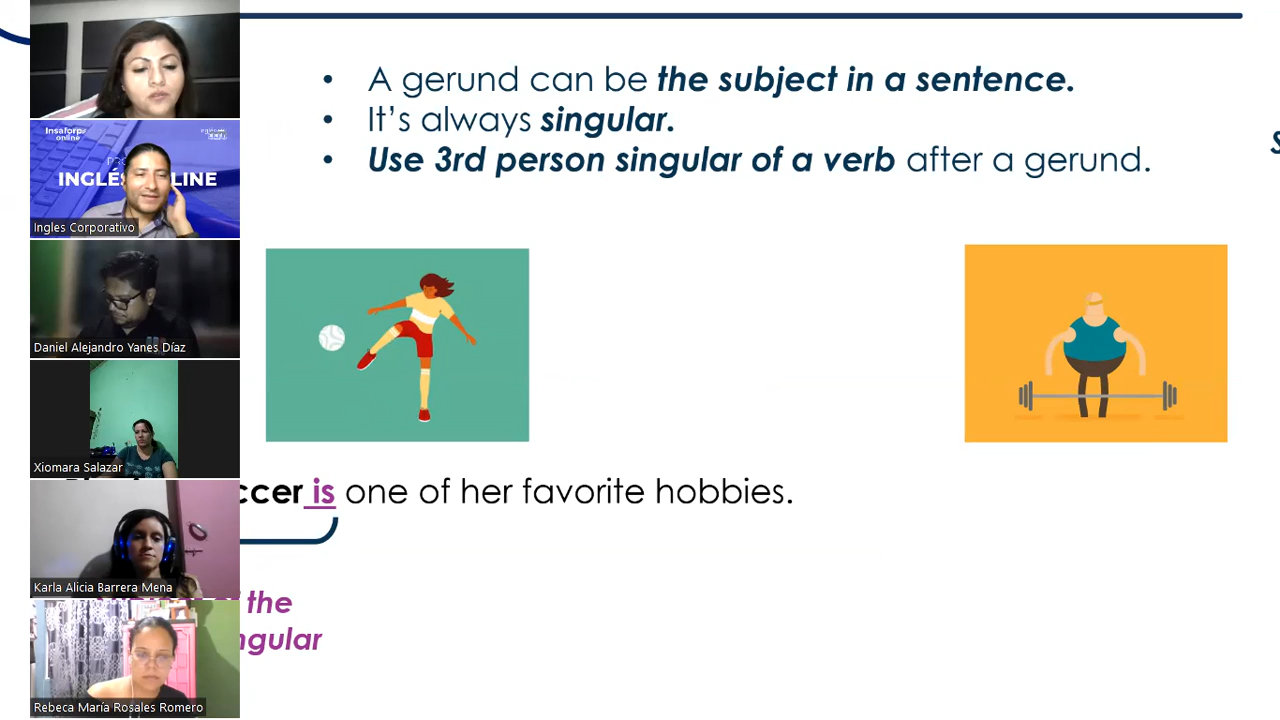 • A gerund can be the subject in a sentence.
• It's always singular.
• Use 3rd person singular of a verb after a gerund.
Insaforp
online
INGLÉS LINE
Ingles Corporativo
Daniel Alejandro Yanes Díaz
Xiomara Salazar
ccer is one of her favorite hobbies.
Karla Alicia Barrera Mena
the
ngular
Rebeca María Rosales Romero